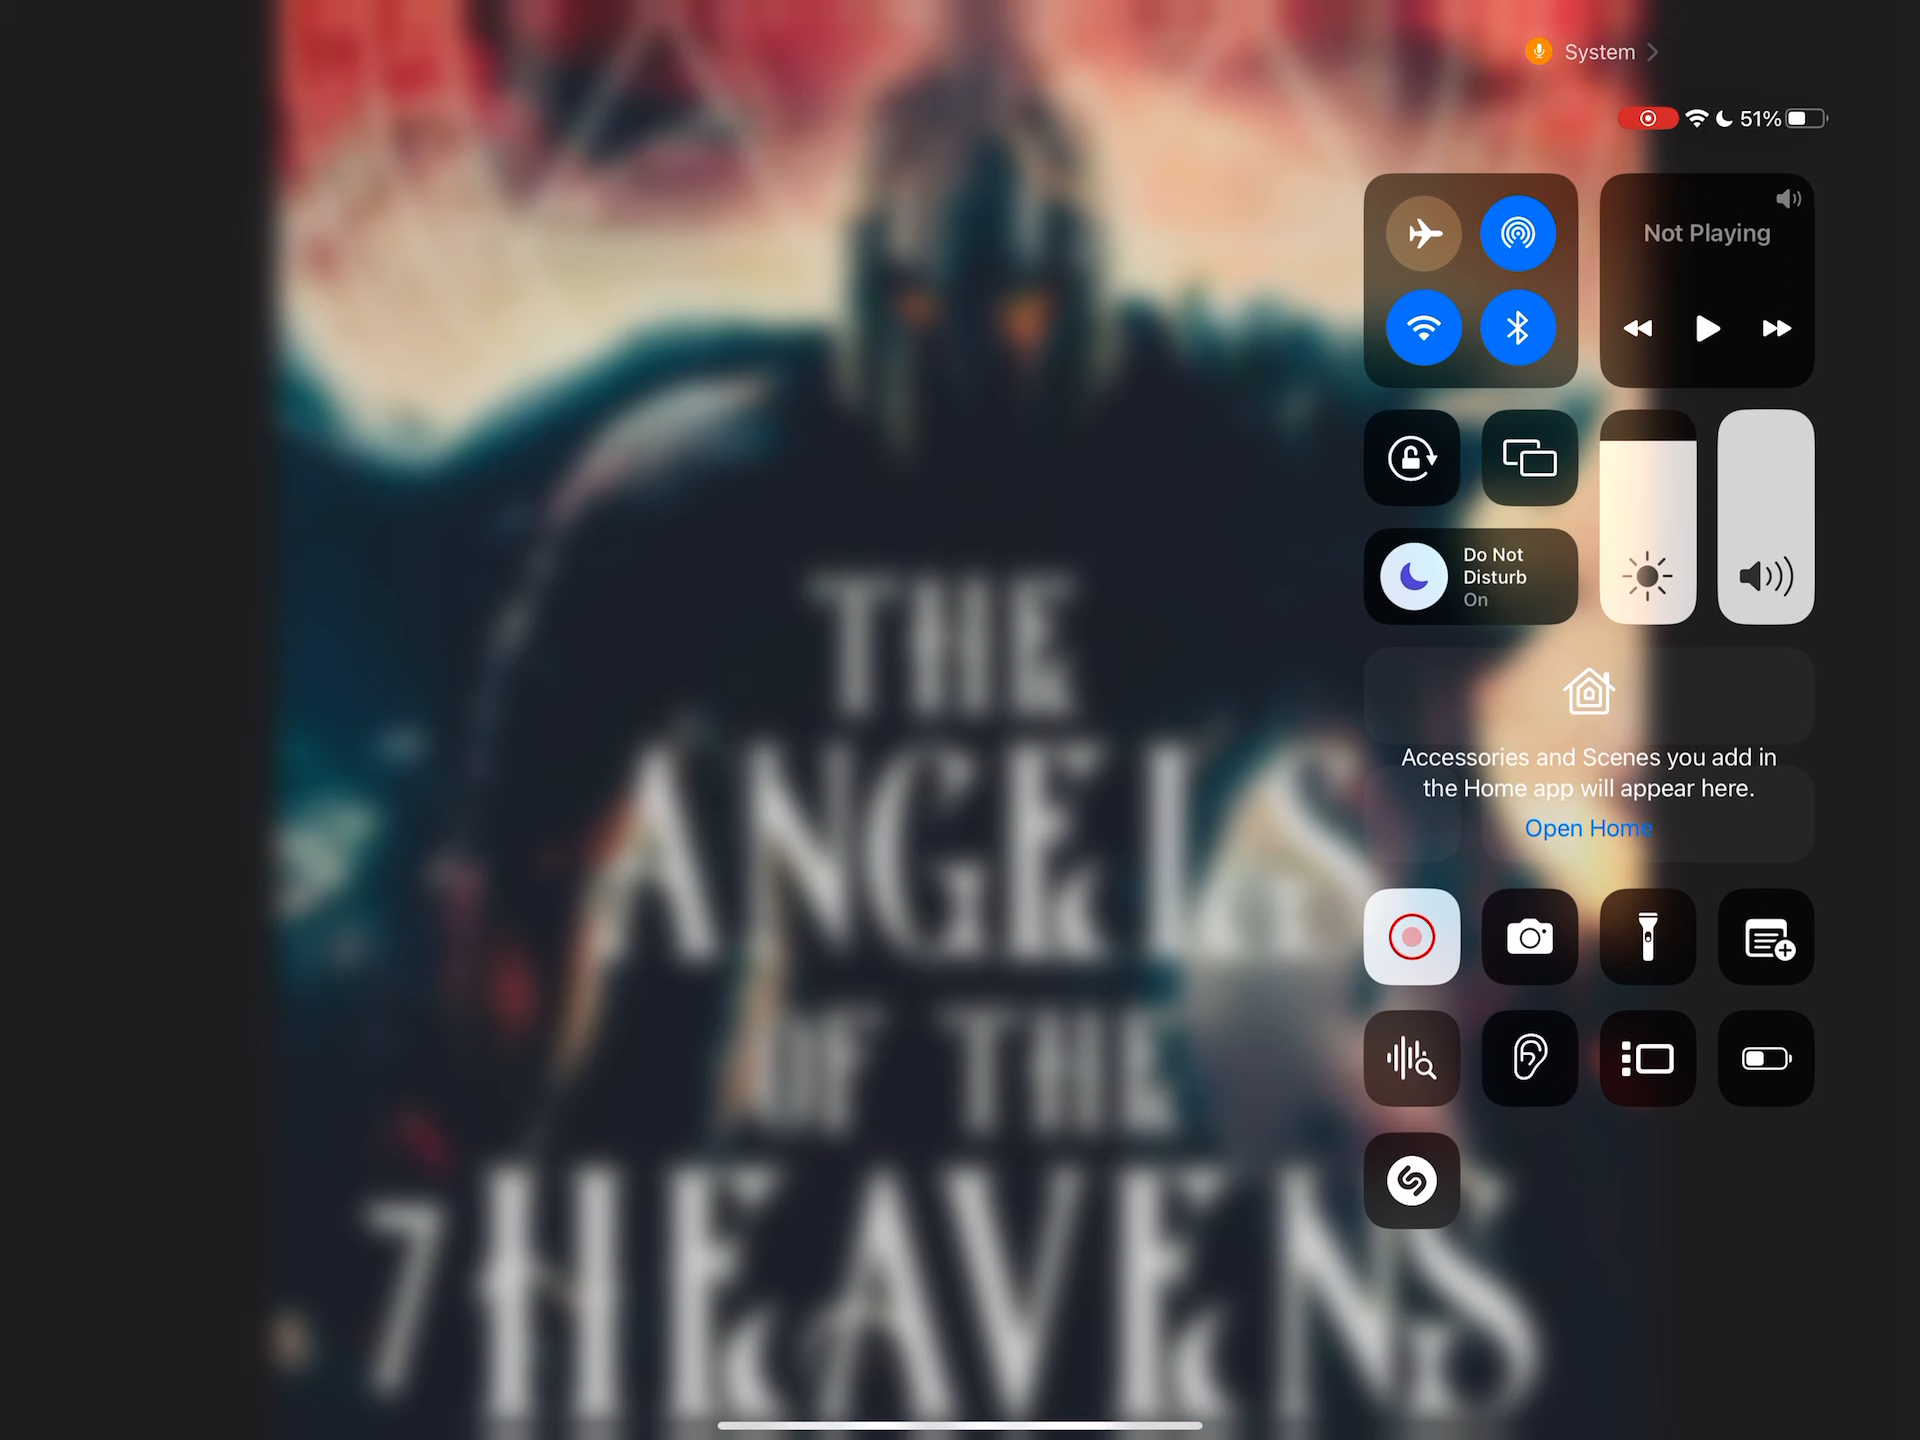 System
51%
Not Playing
Do Not
Disturb
On
Accessories and Scenes you add in
the Home app will appear here.
Open Home
THE
ANGELS
OF THE
7 HEAVENS